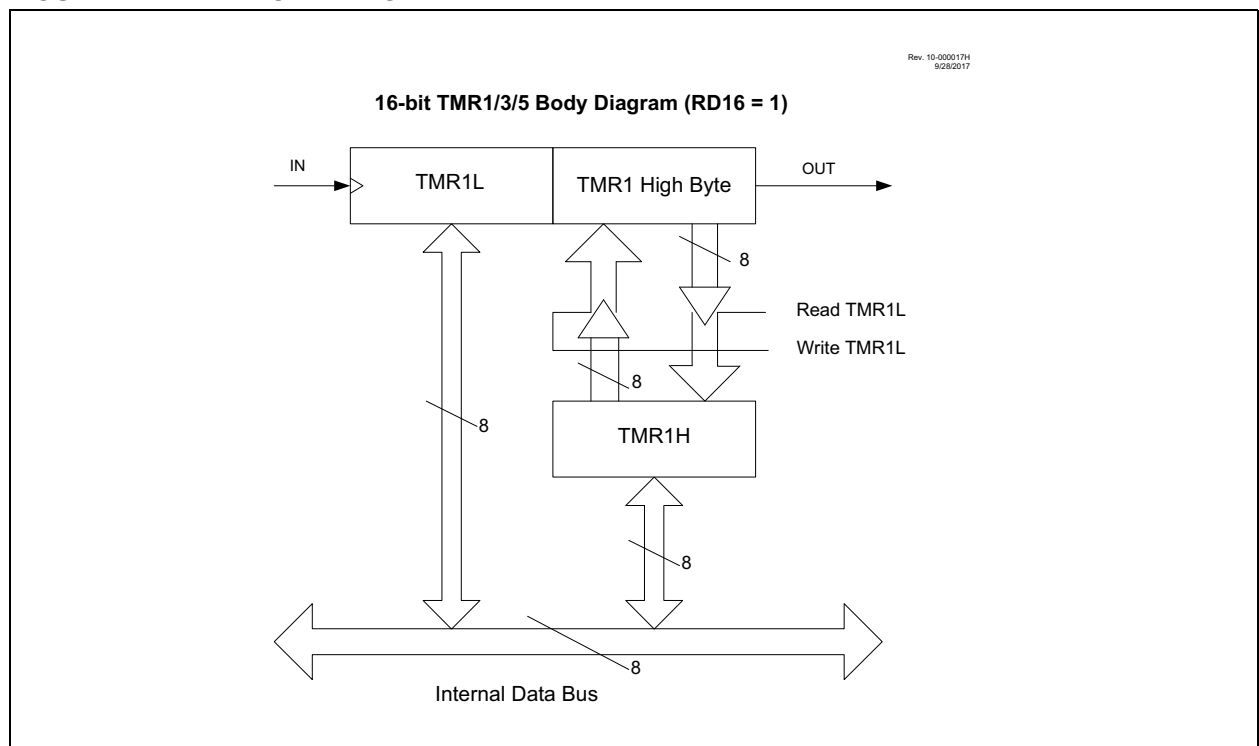 Rev. 10-000017H
9/28/2017
16-bit TMR1/3/5 Body Diagram (RD16 = 1)
IN
TMR1L
TMR1 High Byte
OUT
8
Read TMR1L
Write TMR1L
8
8
TMR1H
8
8
Internal Data Bus